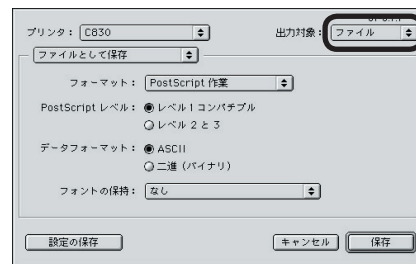 プリンタ： C830 出力対象： ファイル
ファイルとして保存
フォーマット： PostScript 作業
PostScript レベル： レベル 1 コンパチブル
レベル 2 と 3
データフォーマット： ASCII
二進 (バイナリ)
フォントの保持： なし
設定の保存 キャンセル 保存